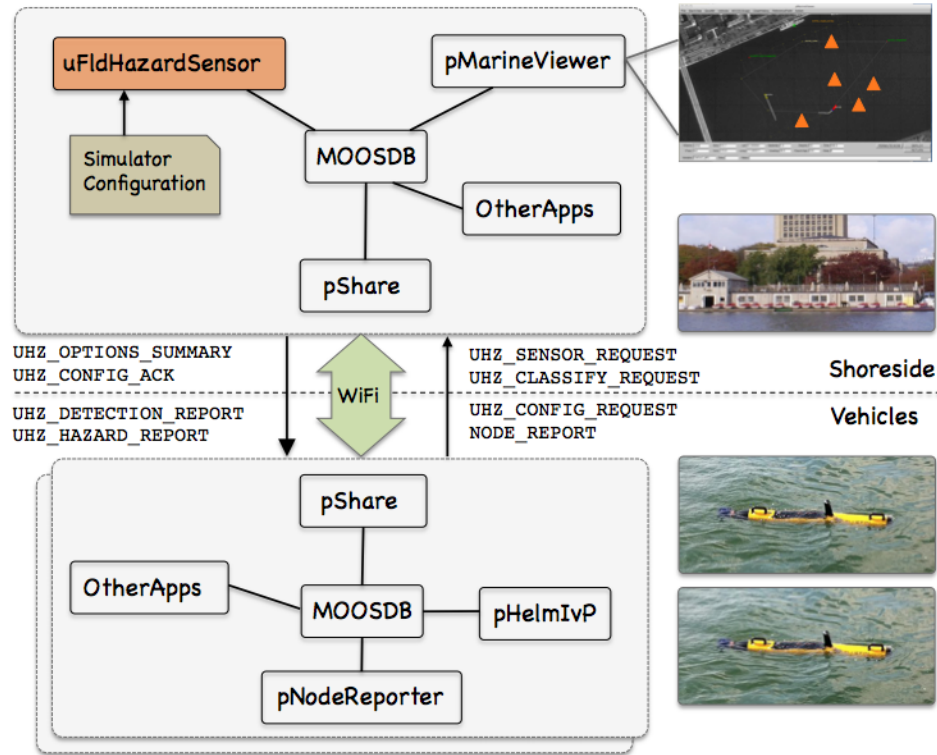 uFldHazardSensor
pMarineViewer
Simulator
Configuration
MOOSDB
OtherApps
pShare
UHZ_OPTIONS_SUMMARY
UHZ_CONFIG_ACK
UHZ_DETECTION_REPORT
UHZ_HAZARD_REPORT
WiFi
UHZ_SENSOR_REQUEST
UHZ_CLASSIFY_REQUEST
UHZ_CONFIG_REQUEST
NODE_REPORT
Shoreside
Vehicles
pShare
OtherApps
MOOSDB
pHelmIvP
pNodeReporter